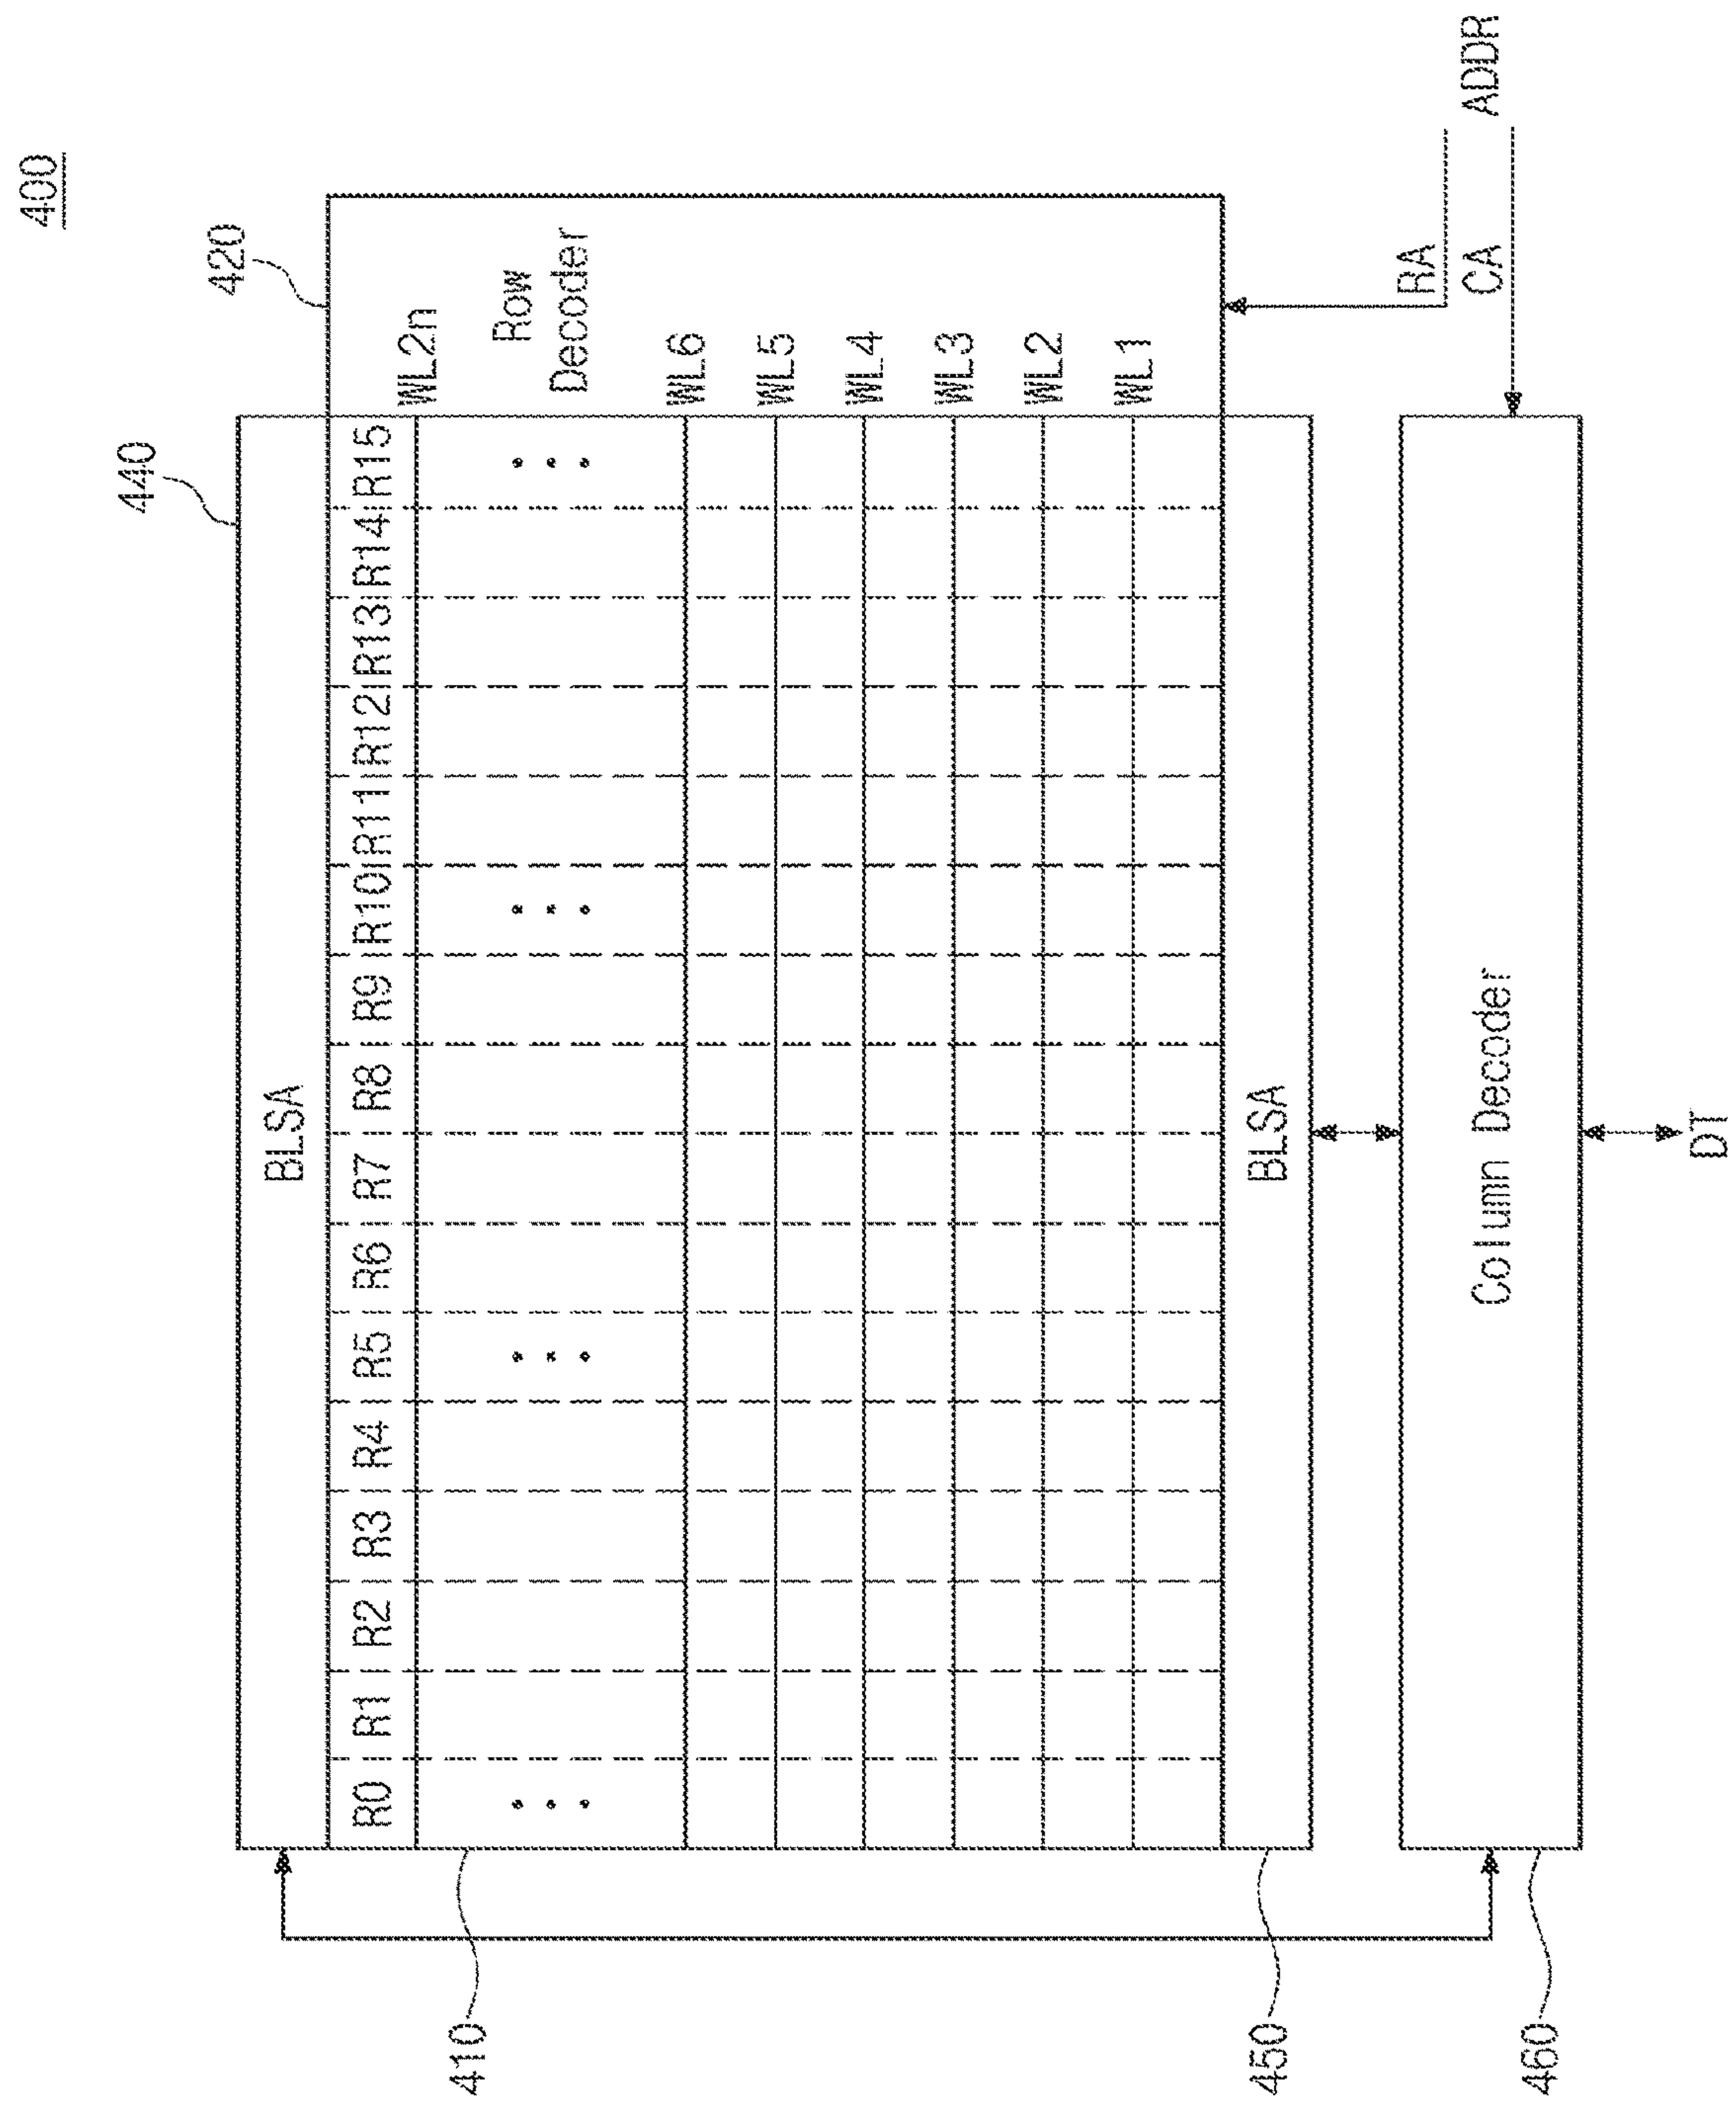 400
440
420
BLSA
R0 R1 R2 R3 R4 R5 R6 R7 R8 R9 R10 R11 R12 R13 R14 R15
WL2n
Row
Decoder
WL6
WL5
WL4
WL3
WL2
WL1
410
BLSA
450
RA
CA
ADDR
Column Decoder
460
DT